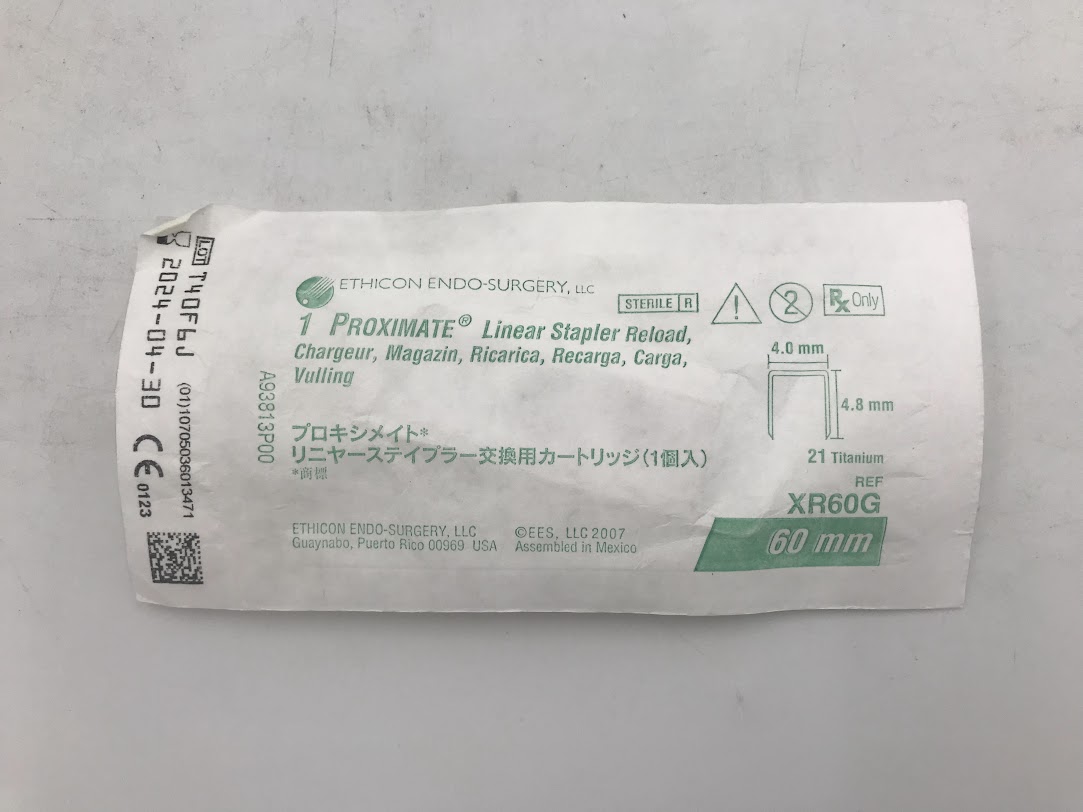 LOT T40F6J
2024-04-30
(01)10705036013471
CE 0123
A93813P00
ETHICON ENDO-SURGERY, LLC
STERILE R
2
Rx Only
1 PROXIMATE® Linear Stapler Reload,
Chargeur, Magazin, Ricarica, Recarga, Carga,
Vulling
プロキシメイト*
リニヤーステイプラー交換用カートリッジ(1個入)
*商標
4.0 mm
4.8 mm
21 Titanium
REF
XR60G
60 mm
ETHICON ENDO-SURGERY, LLC
Guaynabo, Puerto Rico 00969 USA
©EES, LLC 2007
Assembled in Mexico